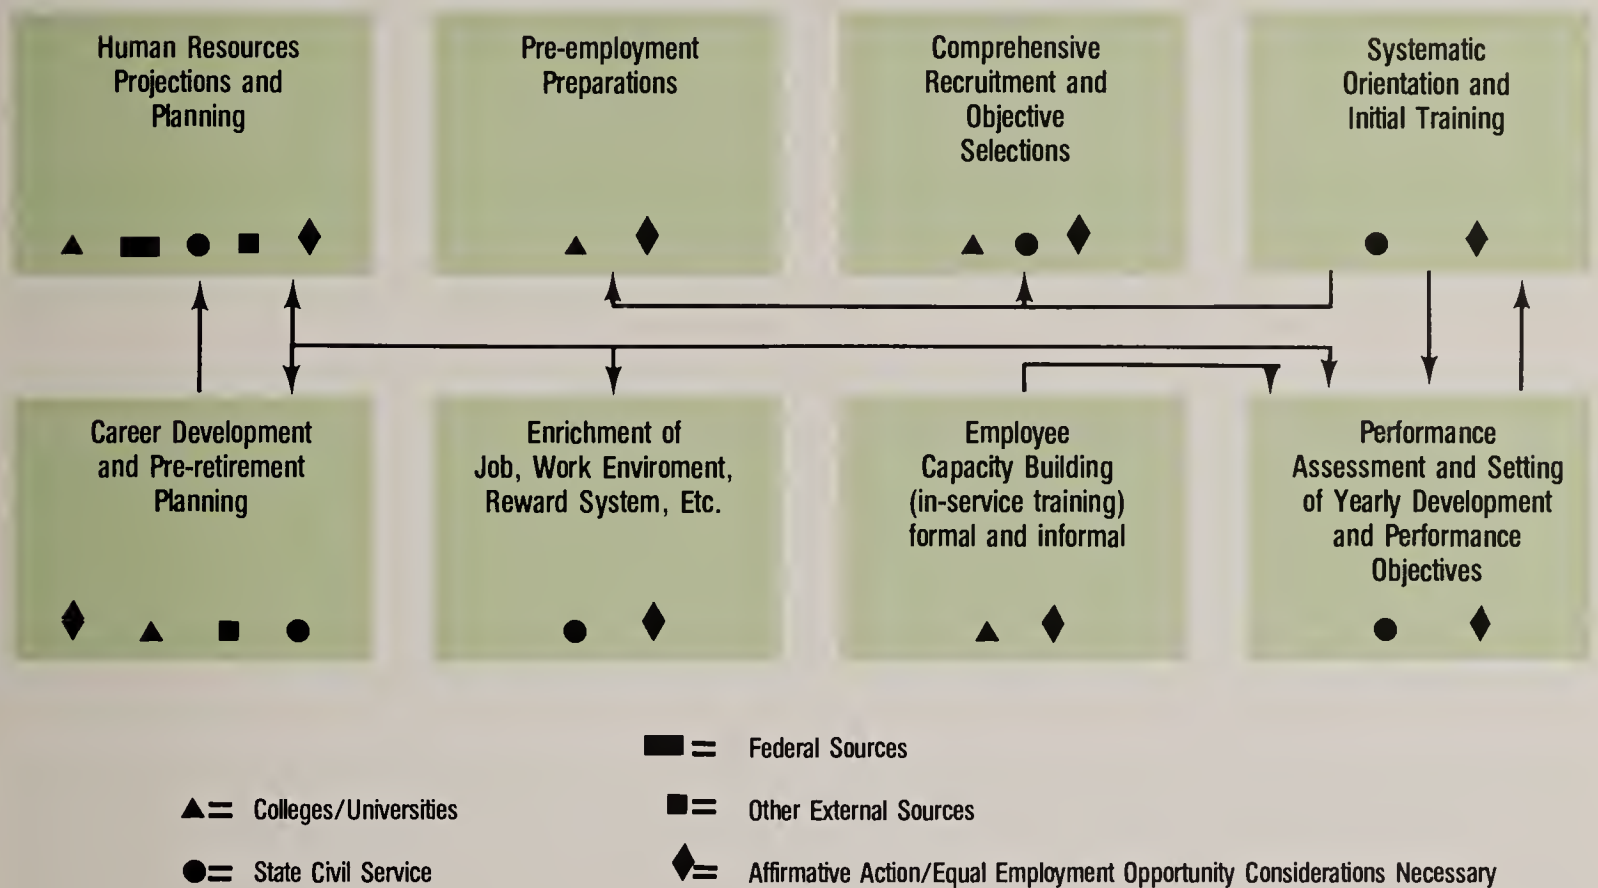 Human Resources
Projections and
Planning
Pre-employment
Preparations
Comprehensive
Recruitment and
Objective
Selections
Systematic
Orientation and
Initial Training
Career Development
and Pre-retirement
Planning
Enrichment of
Job, Work Enviroment,
Reward System, Etc.
Employee
Capacity Building
(in-service training)
formal and informal
Performance
Assessment and Setting
of Yearly Development
and Performance
Objectives
= Federal Sources
= Colleges/Universities
= Other External Sources
= State Civil Service
= Affirmative Action/Equal Employment Opportunity Considerations Necessary